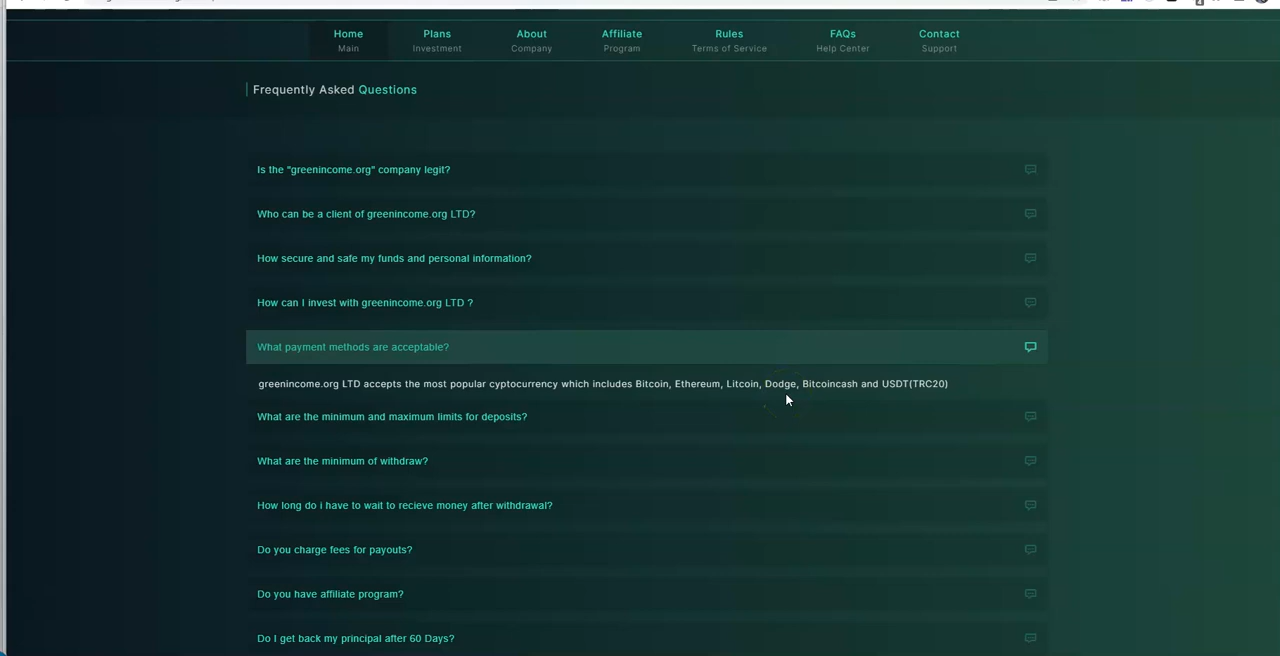 Home
Main
Plans
Investment
About
Company
Affiliate
Program
Rules
Terms of Service
FAQs
Help Center
Contact
Support
Frequently Asked Questions
Is the "greenincome.org" company legit?
Who can be a client of greenincome.org LTD?
How secure and safe my funds and personal information?
How can I invest with greenincome.org LTD ?
What payment methods are acceptable?
greenincome.org LTD accepts the most popular cyptocurrency which includes Bitcoin, Ethereum, Litcoin, Dodge, Bitcoincash and USDT(TRC20)
What are the minimum and maximum limits for deposits?
What are the minimum of withdraw?
How long do i have to wait to recieve money after withdrawal?
Do you charge fees for payouts?
Do you have affiliate program?
Do I get back my principal after 60 Days?